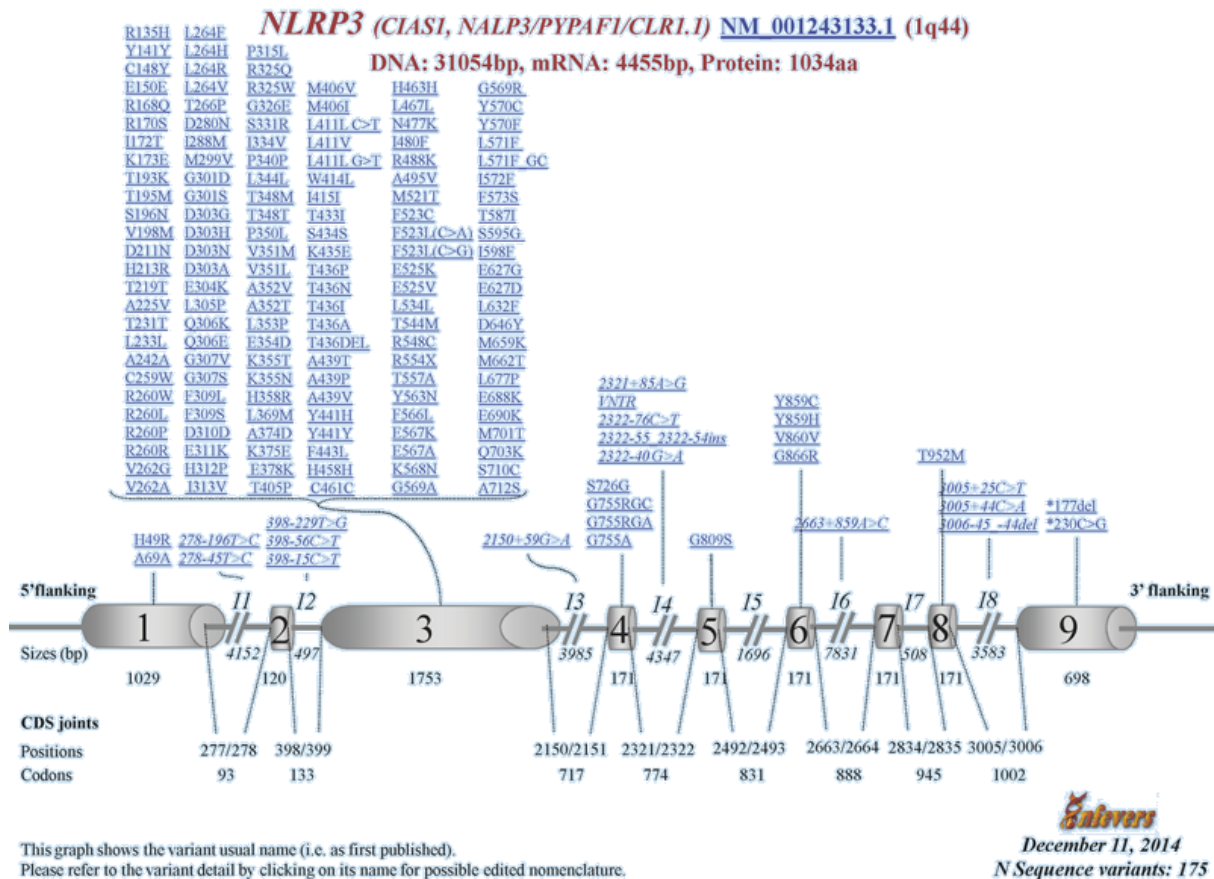 NLRP3 (CIAS1, NALP3/PYPAF1/CLR1.1) NM_001243133.1 (1q44)
DNA: 31054bp, mRNA: 4455bp, Protein: 1034aa
R135H L264F
Y141Y L264H P315L
C148Y L264R R325Q
E150E L264V R325W M406V H463H G569R
R168Q T266P G326E M406I L467L Y570C
R170S D280N S331R L411L C>T N477K Y570F
I172T I288M I334V L411V I480F L571F
K173E M299V P340P L411L G>T R488K L571F_GC
T193K G301D L344L W414L A495V I572F
T195M G301S T348M I415I M521T F573S
S196N D303G T348T T433I F523C T587I
V198M D303H P350L S434S F523L(C>A) S595G
D211N D303N V351M K435E F523L(C>G) I598F
H213R D303A V351L T436P E525K E627G
T219T E304K A352V T436N E525V E627D
A225V L305P A352T T436I L534L L632F
T231T Q306K L353P T436A T544M D646Y
L233L Q306E E354D T436DEL R548C M659K
A242A G307V K355T A439T R554X M662T
C259W G307S K355N A439P T557A L677P
R260W F309L H358R A439V Y563N E688K
R260L F309S L369M Y441H F566L E690K
R260P D310D A374D Y441Y E567K M701T
R260R E311K K375E F443L E567A Q703K
V262G H312P E378K H458H K568N S710C
V262A I313V T405P C461C G569A A712S
2321+85A>G
VNTR
2322-76C>T
2322-55_2322-54ins
2322-40G>A
Y859C
Y859H
V860V
G866R
T952M
S726G
G755RGC
G755RGA
G755A
3005+25C>T
3005+44C>A
3006-45_-44del
*177del
*230C>G
H49R
A69A
278-196T>C
278-45T>C
398-229T>G
398-56C>T
398-15C>T
2150+59G>A
G809S
2663+859A>C
5'flanking I1 I2 I3 I4 I5 I6 I7 I8 3' flanking
1 2 3 4 5 6 7 8 9
Sizes (bp) 4152 497 3985 4347 1696 7831 508 3583
1029 120 1753 171 171 171 171 171 698
CDS joints
Positions 277/278 398/399 2150/2151 2321/2322 2492/2493 2663/2664 2834/2835 3005/3006
Codons 93 133 717 774 831 888 945 1002
Infevers
This graph shows the variant usual name (i.e. as first published).
Please refer to the variant detail by clicking on its name for possible edited nomenclature.
December 11, 2014
N Sequence variants: 175